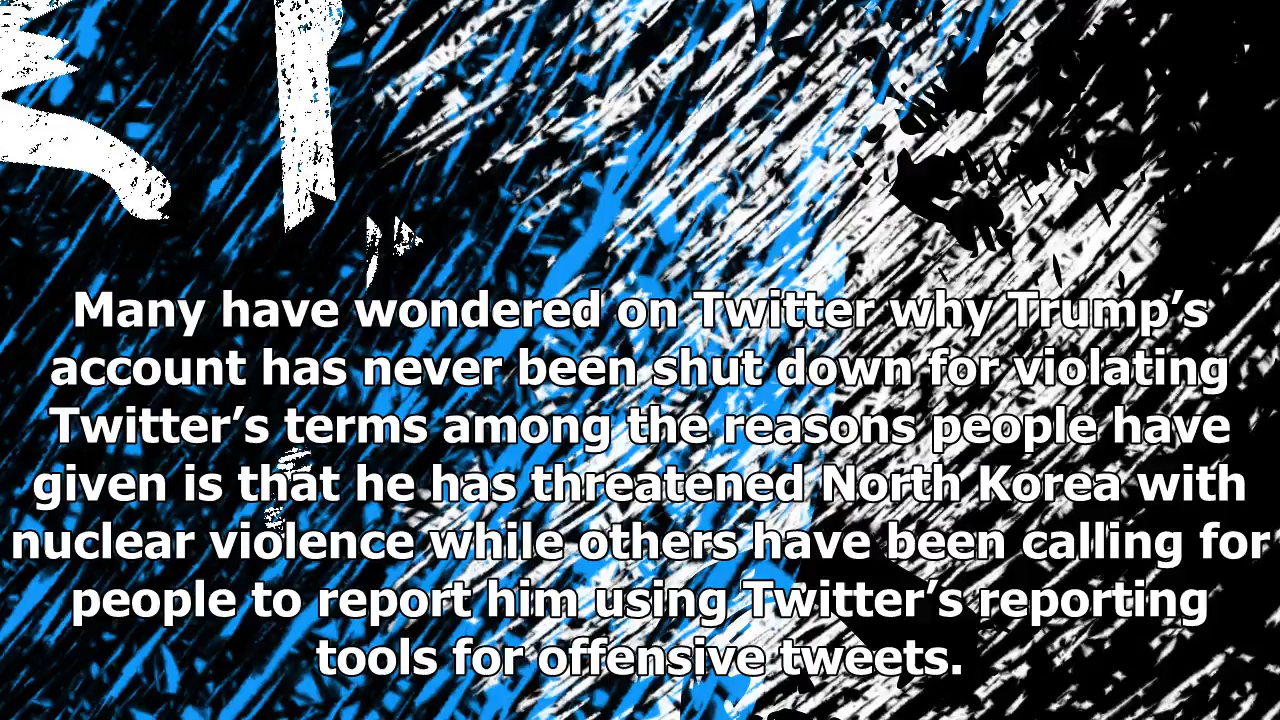 Many have wondered on Twitter why Trump’s
account has never been shut down for violating
Twitter’s terms among the reasons people have
given is that he has threatened North Korea with
nuclear violence while others have been calling for
people to report him using Twitter’s reporting
tools for offensive tweets.